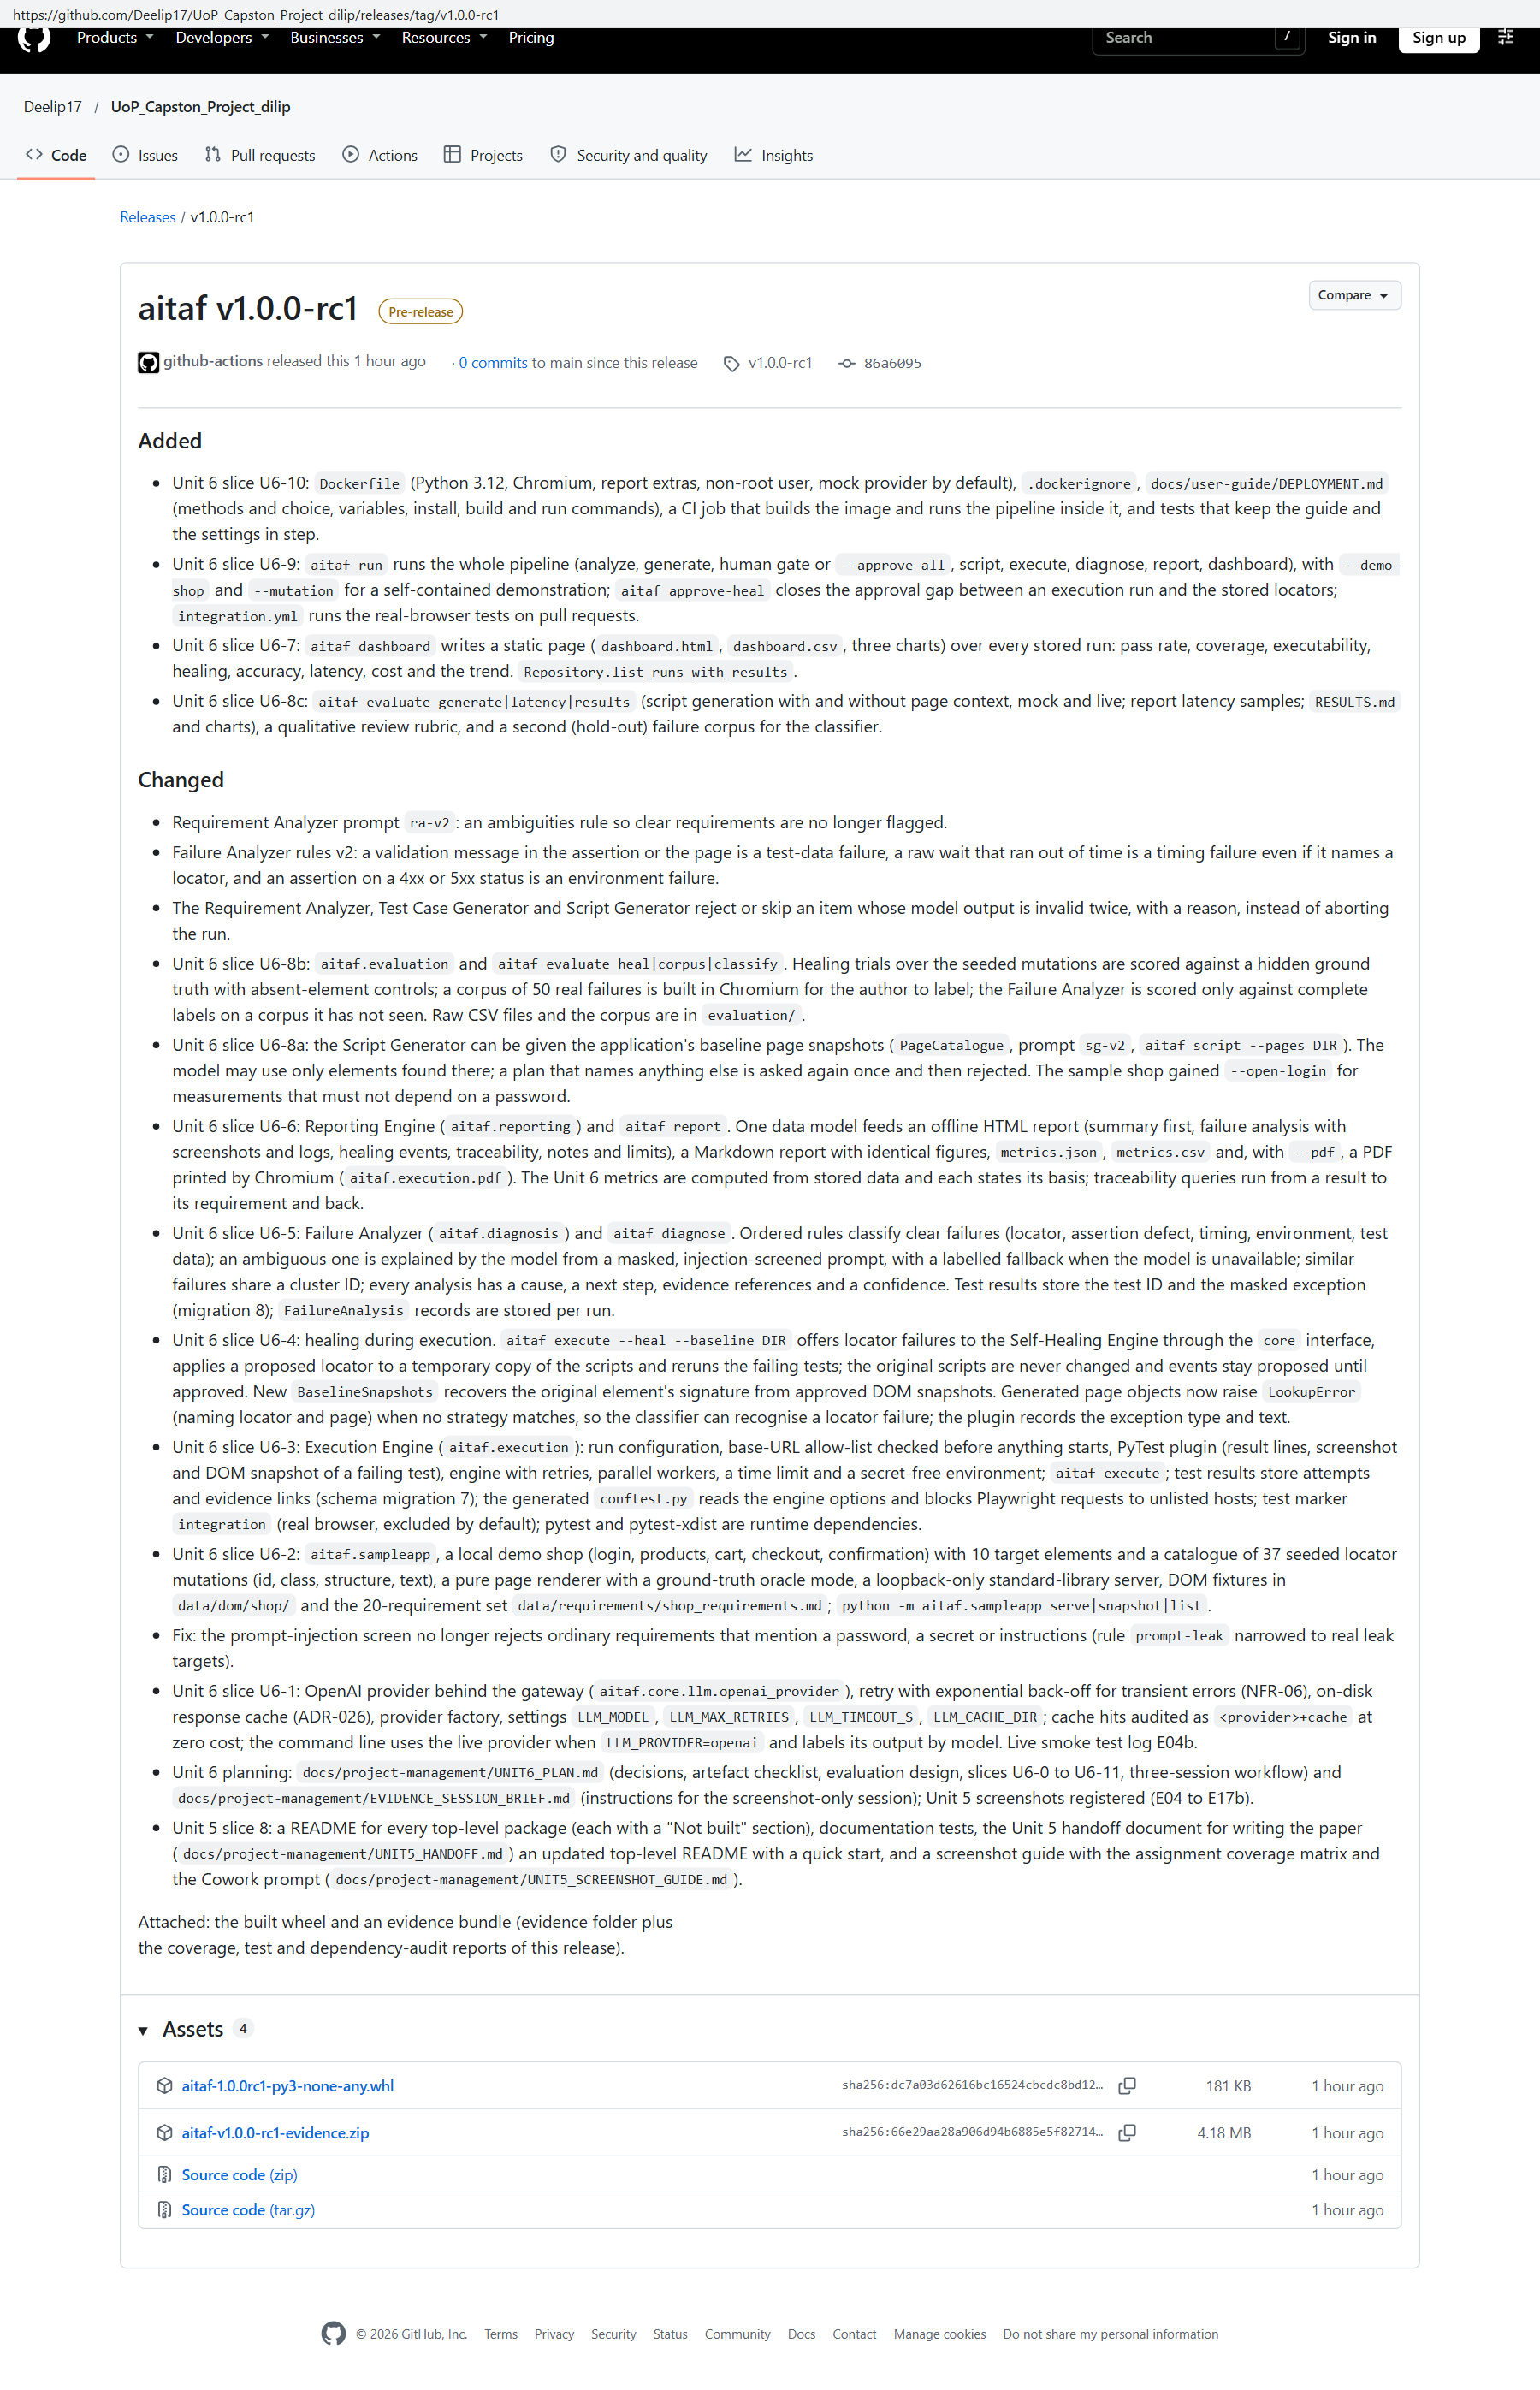 https://github.com/Deelip17/UoP_Capston_Project_dilip/releases/tag/v1.0.0-rc1
Products Developers Businesses Resources Pricing Search / Sign in Sign up
Deelip17 / UoP_Capston_Project_dilip
Code Issues Pull requests Actions Projects Security and quality Insights
Releases / v1.0.0-rc1
aitaf v1.0.0-rc1 Pre-release Compare
github-actions released this 1 hour ago · 0 commits to main since this release v1.0.0-rc1 86a6095
Added
• Unit 6 slice U6-10: Dockerfile (Python 3.12, Chromium, report extras, non-root user, mock provider by default), .dockerignore, docs/user-guide/DEPLOYMENT.md
(methods and choice, variables, install, build and run commands), a CI job that builds the image and runs the pipeline inside it, and tests that keep the guide and
the settings in step.
• Unit 6 slice U6-9: aitaf run runs the whole pipeline (analyze, generate, human gate or --approve-all, script, execute, diagnose, report, dashboard), with --demo-
shop and --mutation for a self-contained demonstration; aitaf approve-heal closes the approval gap between an execution run and the stored locators;
integration.yml runs the real-browser tests on pull requests.
• Unit 6 slice U6-7: aitaf dashboard writes a static page (dashboard.html, dashboard.csv, three charts) over every stored run: pass rate, coverage, executability,
healing, accuracy, latency, cost and the trend. Repository.list_runs_with_results.
• Unit 6 slice U6-8c: aitaf evaluate generate|latency|results (script generation with and without page context, mock and live; report latency samples; RESULTS.md
and charts), a qualitative review rubric, and a second (hold-out) failure corpus for the classifier.
Changed
• Requirement Analyzer prompt ra-v2: an ambiguities rule so clear requirements are no longer flagged.
• Failure Analyzer rules v2: a validation message in the assertion or the page is a test-data failure, a raw wait that ran out of time is a timing failure even if it names a
locator, and an assertion on a 4xx or 5xx status is an environment failure.
• The Requirement Analyzer, Test Case Generator and Script Generator reject or skip an item whose model output is invalid twice, with a reason, instead of aborting
the run.
• Unit 6 slice U6-8b: aitaf.evaluation and aitaf evaluate heal|corpus|classify. Healing trials over the seeded mutations are scored against a hidden ground
truth with absent-element controls; a corpus of 50 real failures is built in Chromium for the author to label; the Failure Analyzer is scored only against complete
labels on a corpus it has not seen. Raw CSV files and the corpus are in evaluation/.
• Unit 6 slice U6-8a: the Script Generator can be given the application's baseline page snapshots (PageCatalogue, prompt sg-v2, aitaf script --pages DIR). The
model may use only elements found there; a plan that names anything else is asked again once and then rejected. The sample shop gained --open-login for
measurements that must not depend on a password.
• Unit 6 slice U6-6: Reporting Engine (aitaf.reporting) and aitaf report. One data model feeds an offline HTML report (summary first, failure analysis with
screenshots and logs, healing events, traceability, notes and limits), a Markdown report with identical figures, metrics.json, metrics.csv and, with --pdf, a PDF
printed by Chromium (aitaf.execution.pdf). The Unit 6 metrics are computed from stored data and each states its basis; traceability queries run from a result to
its requirement and back.
• Unit 6 slice U6-5: Failure Analyzer (aitaf.diagnosis) and aitaf diagnose. Ordered rules classify clear failures (locator, assertion defect, timing, environment, test
data); an ambiguous one is explained by the model from a masked, injection-screened prompt, with a labelled fallback when the model is unavailable; similar
failures share a cluster ID; every analysis has a cause, a next step, evidence references and a confidence. Test results store the test ID and the masked exception
(migration 8); FailureAnalysis records are stored per run.
• Unit 6 slice U6-4: healing during execution. aitaf execute --heal --baseline DIR offers locator failures to the Self-Healing Engine through the core interface,
applies a proposed locator to a temporary copy of the scripts and reruns the failing tests; the original scripts are never changed and events stay proposed until
approved. New BaselineSnapshots recovers the original element's signature from approved DOM snapshots. Generated page objects now raise LookupError
(naming locator and page) when no strategy matches, so the classifier can recognise a locator failure; the plugin records the exception type and text.
• Unit 6 slice U6-3: Execution Engine (aitaf.execution): run configuration, base-URL allow-list checked before anything starts, PyTest plugin (result lines, screenshot
and DOM snapshot of a failing test), engine with retries, parallel workers, a time limit and a secret-free environment; aitaf execute; test results store attempts
and evidence links (schema migration 7); the generated conftest.py reads the engine options and blocks Playwright requests to unlisted hosts; test marker
integration (real browser, excluded by default); pytest and pytest-xdist are runtime dependencies.
• Unit 6 slice U6-2: aitaf.sampleapp, a local demo shop (login, products, cart, checkout, confirmation) with 10 target elements and a catalogue of 37 seeded locator
mutations (id, class, structure, text), a pure page renderer with a ground-truth oracle mode, a loopback-only standard-library server, DOM fixtures in
data/dom/shop/ and the 20-requirement set data/requirements/shop_requirements.md; python -m aitaf.sampleapp serve|snapshot|list.
• Fix: the prompt-injection screen no longer rejects ordinary requirements that mention a password, a secret or instructions (rule prompt-leak narrowed to real leak
targets).
• Unit 6 slice U6-1: OpenAI provider behind the gateway (aitaf.core.llm.openai_provider), retry with exponential back-off for transient errors (NFR-06), on-disk
response cache (ADR-026), provider factory, settings LLM_MODEL, LLM_MAX_RETRIES, LLM_TIMEOUT_S, LLM_CACHE_DIR; cache hits audited as <provider>+cache at
zero cost; the command line uses the live provider when LLM_PROVIDER=openai and labels its output by model. Live smoke test log E04b.
• Unit 6 planning: docs/project-management/UNIT6_PLAN.md (decisions, artefact checklist, evaluation design, slices U6-0 to U6-11, three-session workflow) and
docs/project-management/EVIDENCE_SESSION_BRIEF.md (instructions for the screenshot-only session); Unit 5 screenshots registered (E04 to E17b).
• Unit 5 slice 8: a README for every top-level package (each with a "Not built" section), documentation tests, the Unit 5 handoff document for writing the paper
(docs/project-management/UNIT5_HANDOFF.md) an updated top-level README with a quick start, and a screenshot guide with the assignment coverage matrix and
the Cowork prompt (docs/project-management/UNIT5_SCREENSHOT_GUIDE.md).
Attached: the built wheel and an evidence bundle (evidence folder plus
the coverage, test and dependency-audit reports of this release).
Assets 4
aitaf-1.0.0rc1-py3-none-any.whl sha256:dc7a03d62616bc16524cbcdc8bd12… 181 KB 1 hour ago
aitaf-v1.0.0-rc1-evidence.zip sha256:66e29aa28a906d94b6885e5f82714… 4.18 MB 1 hour ago
Source code (zip) 1 hour ago
Source code (tar.gz) 1 hour ago
© 2026 GitHub, Inc. Terms Privacy Security Status Community Docs Contact Manage cookies Do not share my personal information